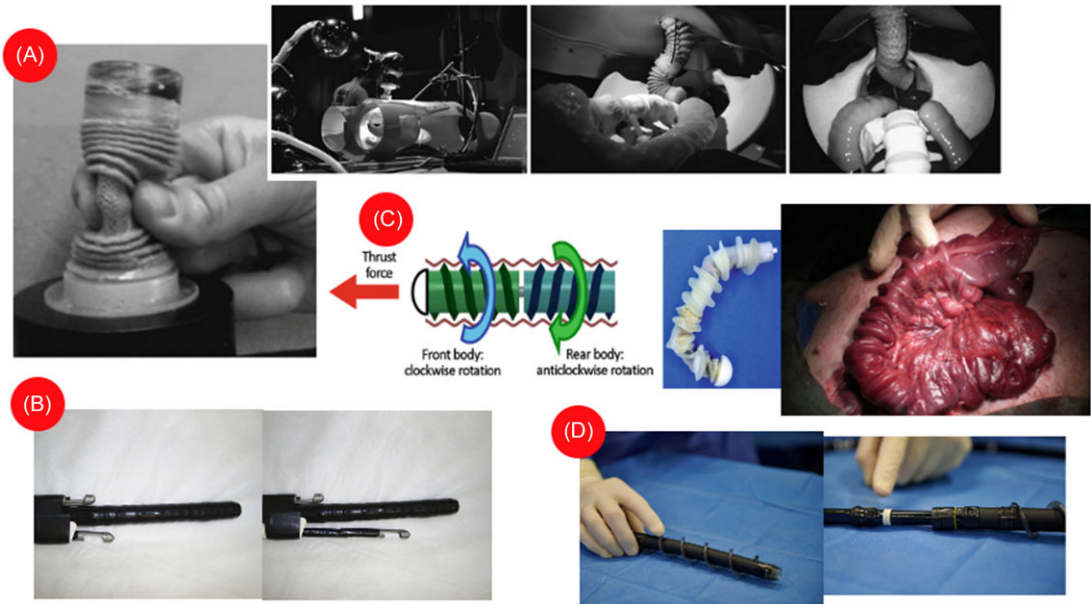 (A)
(C)
Thrust
force
Front body:
clockwise rotation
Rear body:
anticlockwise rotation
(B)
(D)